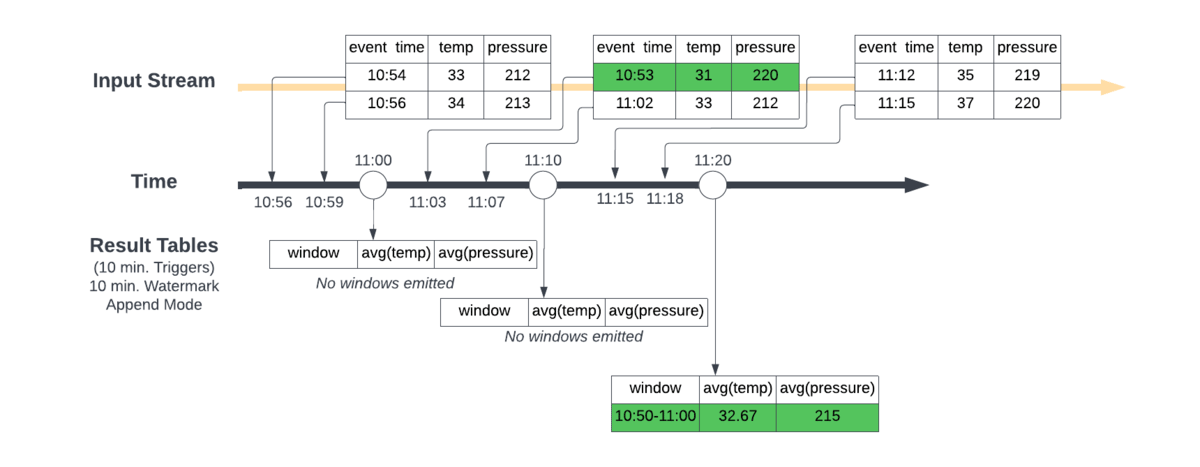 event time temp pressure
10:54 33 212
10:56 34 213
event time temp pressure
10:53 31 220
11:02 33 212
event time temp pressure
11:12 35 219
11:15 37 220
Input Stream
Time
11:00 11:10 11:20
10:56 10:59 11:03 11:07 11:15 11:18
Result Tables
(10 min. Triggers)
10 min. Watermark
Append Mode
window avg(temp) avg(pressure)
No windows emitted
window avg(temp) avg(pressure)
No windows emitted
window avg(temp) avg(pressure)
10:50-11:00 32.67 215